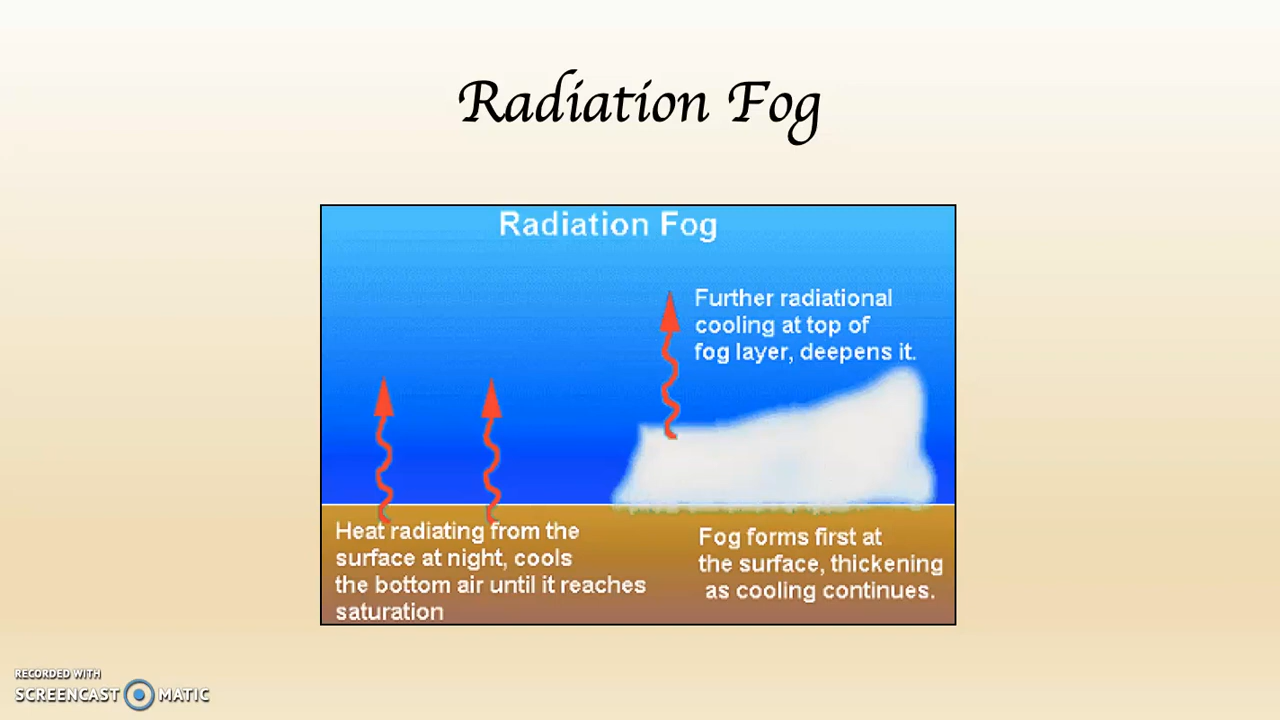 Radiation Fog
Radiation Fog
Further radiational
cooling at top of
fog layer, deepens it.
Heat radiating from the
surface at night, cools
the bottom air until it reaches
saturation
Fog forms first at
the surface, thickening
as cooling continues.
RECORDED WITH
SCREENCAST MATIC